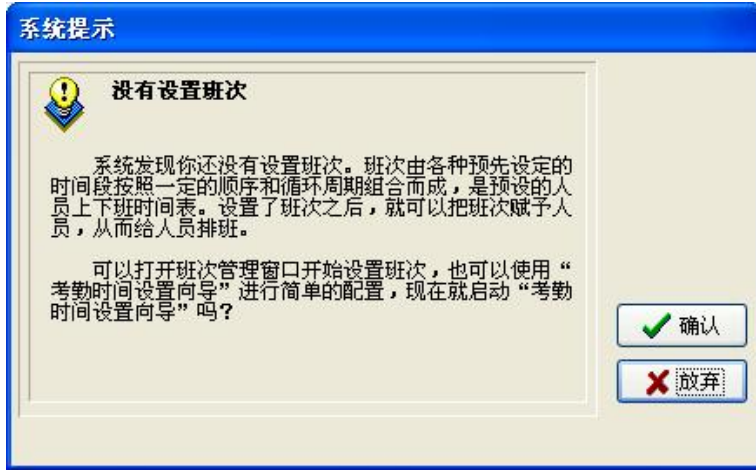 系统提示
没有设置班次
系统发现你还没有设置班次。班次由各种预先设定的
时间段按照一定的顺序和循环周期组合而成，是预设的人
员上下班时间表。设置了班次之后，就可以把班次赋予人
员，从而给人员排班。
可以打开班次管理窗口开始设置班次，也可以使用“
考勤时间设置向导”进行简单的配置，现在就启动“考勤
时间设置向导”吗？
确认
放弃